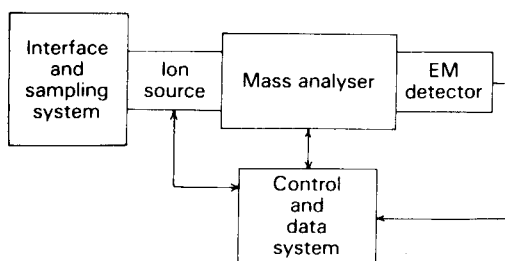 Interface
and
sampling
system
Ion
source
Mass analyser
EM
detector
Control
and
data
system